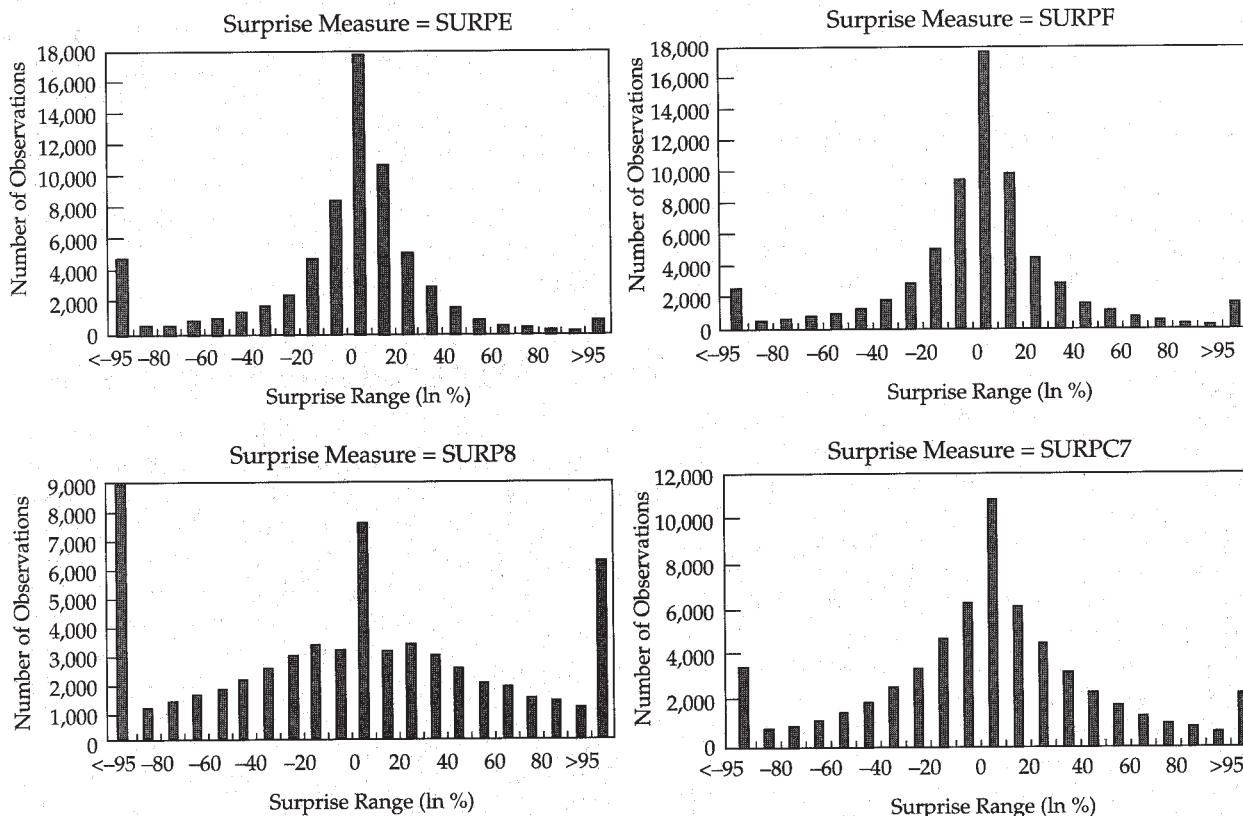 Surprise Measure = SURPE
Number of Observations
18,000
16,000
14,000
12,000
10,000
8,000
6,000
4,000
2,000
0
<–95 –80 –60 –40 –20 0 20 40 60 80 >95
Surprise Range (ln %)
Surprise Measure = SURPF
Number of Observations
18,000
16,000
14,000
12,000
10,000
8,000
6,000
4,000
2,000
0
<–95 –80 –60 –40 –20 0 20 40 60 80 >95
Surprise Range (ln %)
Surprise Measure = SURP8
Number of Observations
9,000
8,000
7,000
6,000
5,000
4,000
3,000
2,000
1,000
0
<–95 –80 –60 –40 –20 0 20 40 60 80 >95
Surprise Range (ln %)
Surprise Measure = SURPC7
Number of Observations
12,000
10,000
8,000
6,000
4,000
2,000
0
<–95 –80 –60 –40 –20 0 20 40 60 80 >95
Surprise Range (ln %)